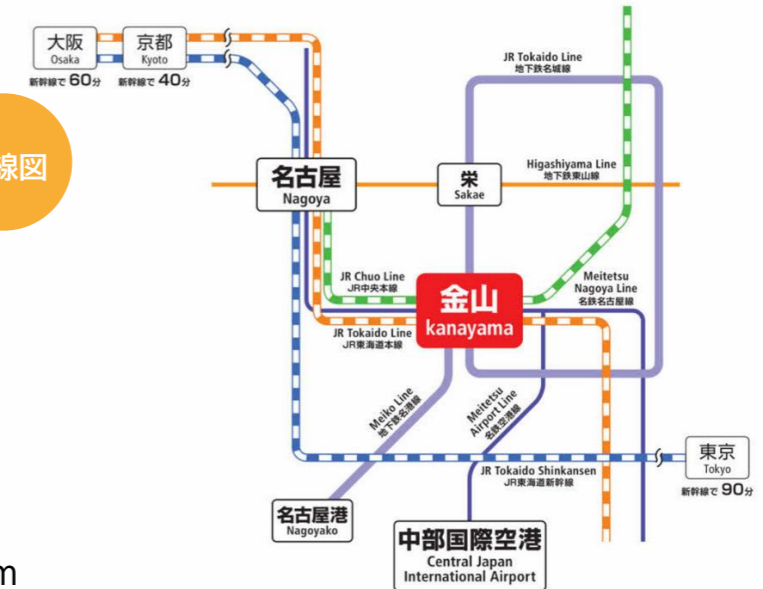 大阪
Osaka
新幹線で 60分
京都
Kyoto
新幹線で 40分
JR Tokaido Line
地下鉄名城線
線図
名古屋
Nagoya
栄
Sakae
Higashiyama Line
地下鉄東山線
JR Chuo Line
JR中央本線
金山
kanayama
Meitetsu
Nagoya Line
名鉄名古屋線
JR Tokaido Line
JR東海道本線
Meiko Line
地下鉄名港線
Meitetsu
Airport Line
名鉄空港線
東京
Tokyo
新幹線で 90分
JR Tokaido Shinkansen
JR東海道新幹線
名古屋港
Nagoyako
中部国際空港
Central Japan
International Airport
m